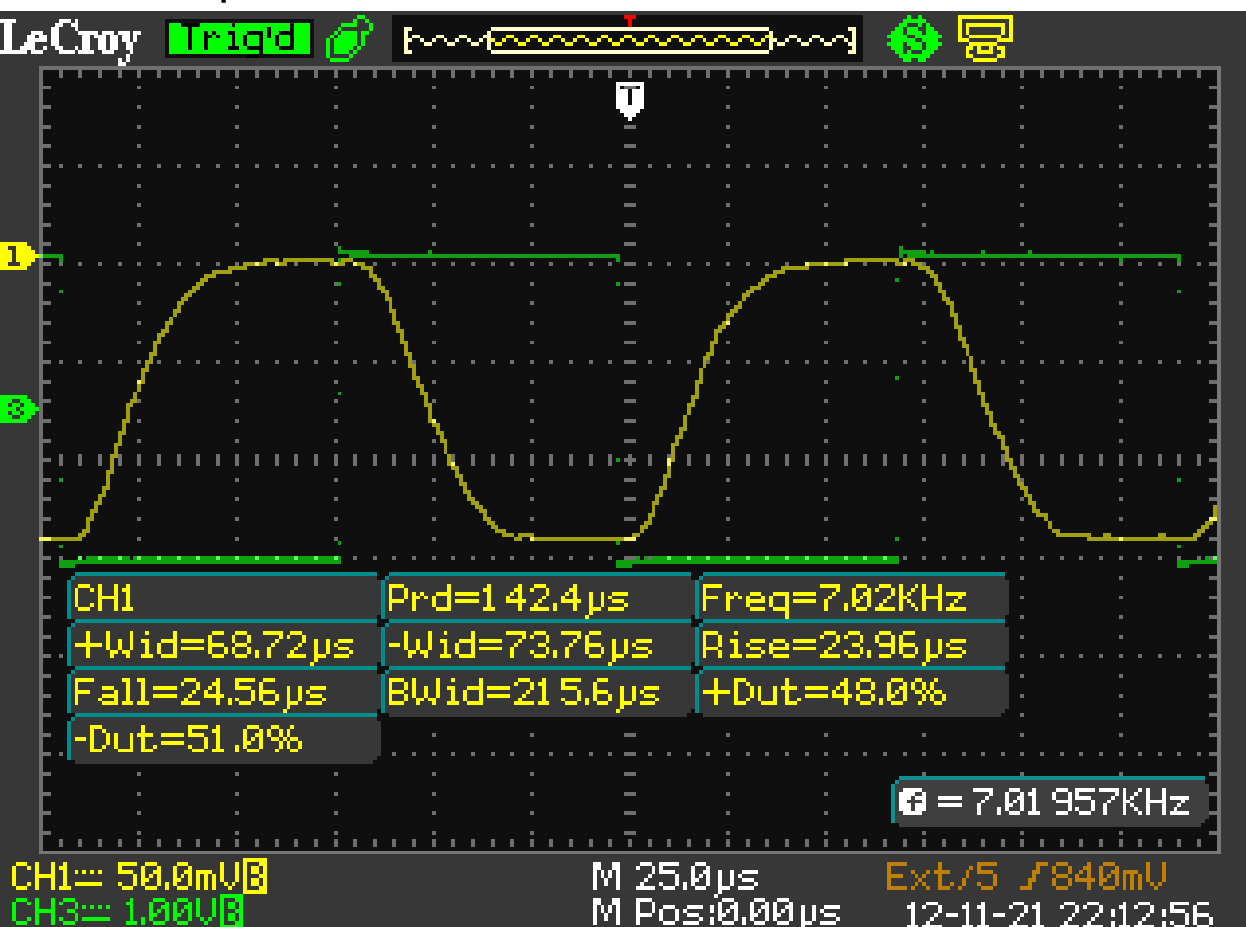 LeCroy Trig'd S
T
1
3
CH1 Prd=142.4μs Freq=7.02KHz
+Wid=68.72μs -Wid=73.76μs Rise=23.96μs
Fall=24.56μs BWid=215.6μs +Dut=48.0%
-Dut=51.0%
f = 7.01957KHz
CH1 50.0mV B M 25.0μs Ext/5 840mV
CH3 1.00V B M Pos:0.00μs 12-11-21 22:12:56